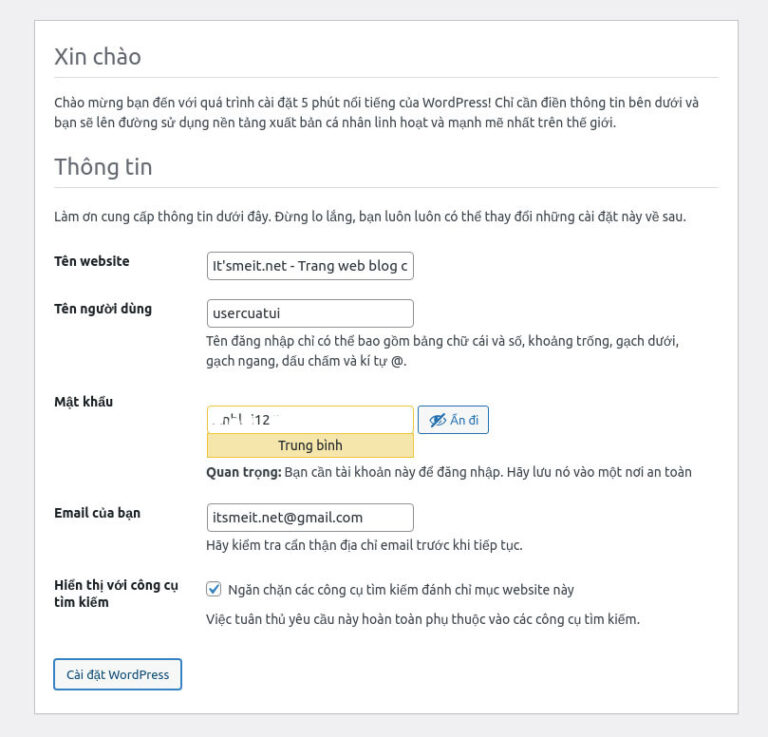 Xin chào
Chào mừng bạn đến với quá trình cài đặt 5 phút nổi tiếng của WordPress! Chỉ cần điền thông tin bên dưới và
bạn sẽ lên đường sử dụng nền tảng xuất bản cá nhân linh hoạt và mạnh mẽ nhất trên thế giới.
Thông tin
Làm ơn cung cấp thông tin dưới đây. Đừng lo lắng, bạn luôn luôn có thể thay đổi những cài đặt này về sau.
Tên website
It'smeit.net - Trang web blog c
Tên người dùng
usercuatui
Tên đăng nhập chỉ có thể bao gồm bảng chữ cái và số, khoảng trống, gạch dưới,
gạch ngang, dấu chấm và kí tự @.
Mật khẩu
12
Ẩn đi
Trung bình
Quan trọng: Bạn cần tài khoản này để đăng nhập. Hãy lưu nó vào một nơi an toàn
Email của bạn
itsmeit.net@gmail.com
Hãy kiểm tra cẩn thận địa chỉ email trước khi tiếp tục.
Hiển thị với công cụ
tìm kiếm
Ngăn chặn các công cụ tìm kiếm đánh chỉ mục website này
Việc tuân thủ yêu cầu này hoàn toàn phụ thuộc vào các công cụ tìm kiếm.
Cài đặt WordPress